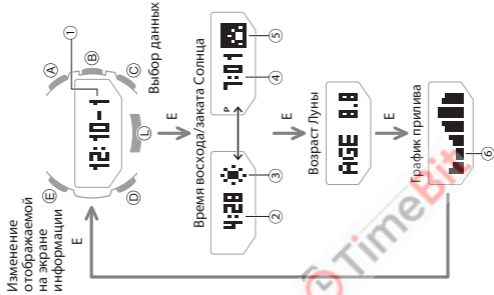 Изменение
отображаемой
на экране
информации
E
A
B
C
D
E
L
12:10-1
1
Выбор данных
E
Время восхода/заката Солнца
4:28
P
7:01
2
3
4
5
E
Возраст Луны
AGE 8.8
E
График прилива
6
TimeBit